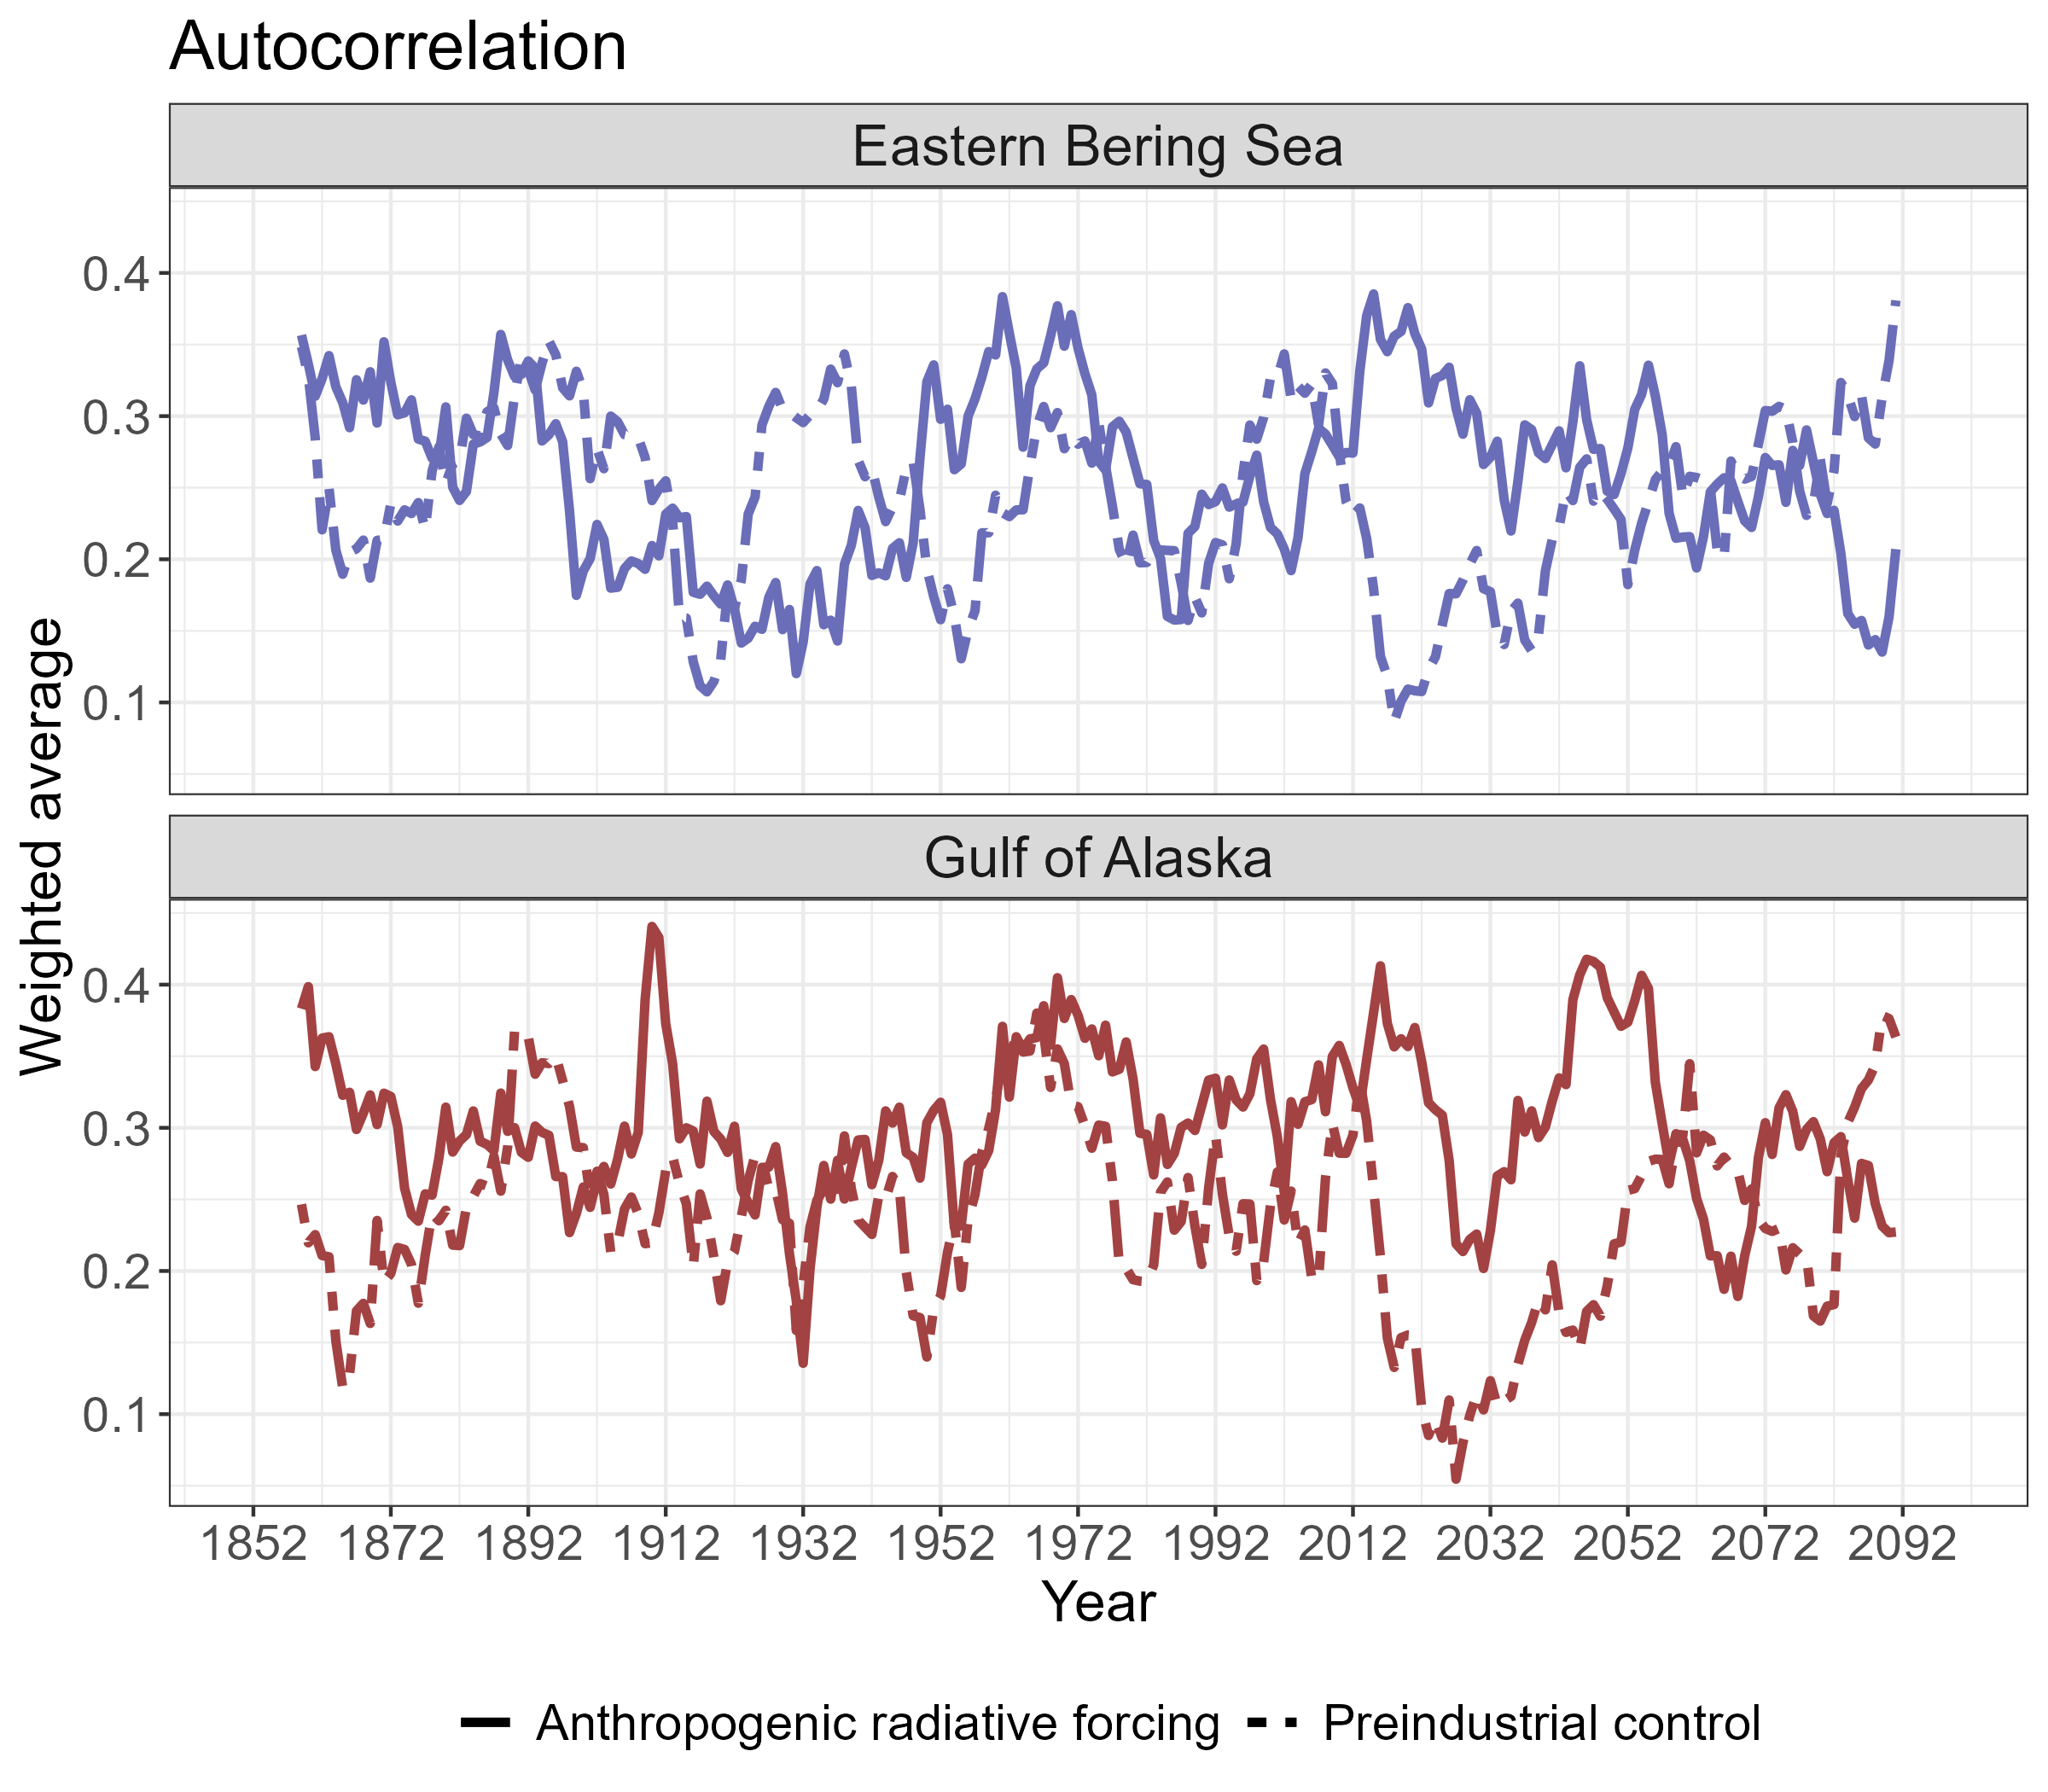 Autocorrelation
Eastern Bering Sea
0.4
0.3
0.2
0.1
Weighted average
Gulf of Alaska
0.4
0.3
0.2
0.1
1852 1872 1892 1912 1932 1952 1972 1992 2012 2032 2052 2072 2092
Year
Anthropogenic radiative forcing Preindustrial control